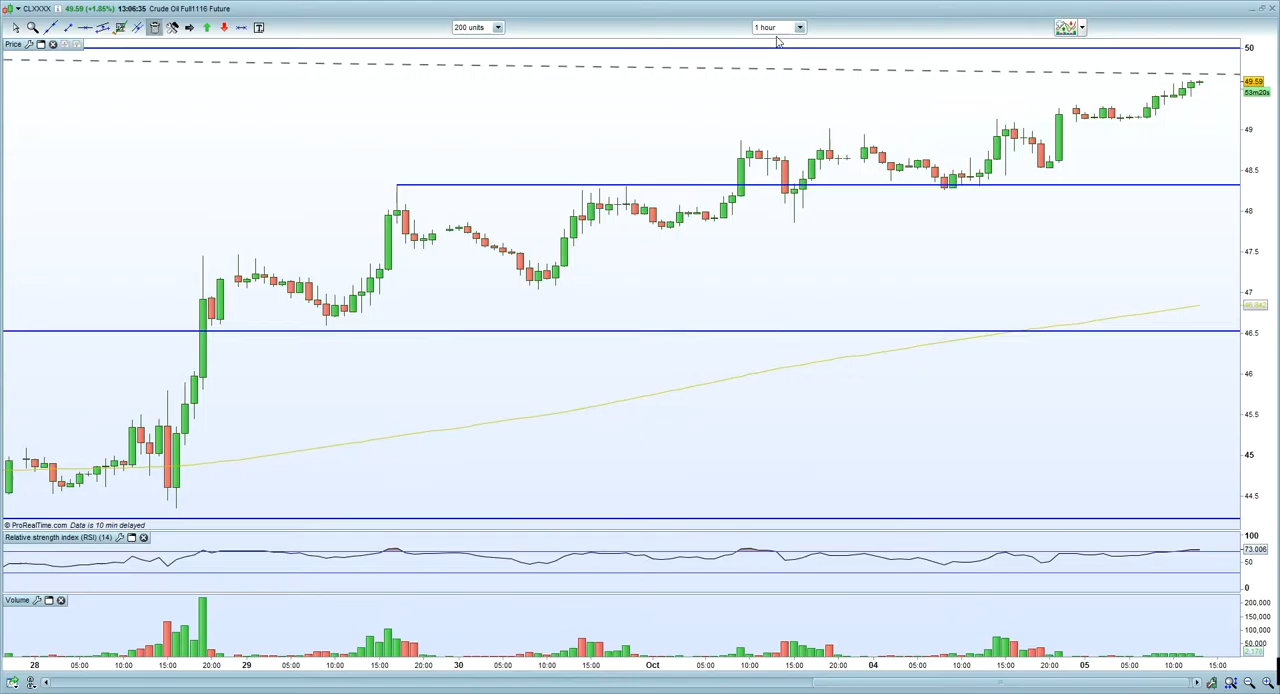 CLXXXX 49.59 (+1.85%) 13:06:35 Crude Oil Full1116 Future
200 units 1 hour
Price
50
49.59
53m20s
49
48.5
48
47.5
47
46.5
46
45.5
45
44.5
© ProRealTime.com Data is 10 min delayed
Relative strength index (RSI) (14)
100
73.006
50
0
Volume
200,000
150,000
100,000
50,000
2,178
28 05:00 10:00 15:00 20:00 29 05:00 10:00 15:00 20:00 30 05:00 10:00 15:00 Oct 05:00 10:00 15:00 20:00 04 05:00 10:00 15:00 20:00 05 05:00 10:00 15:00